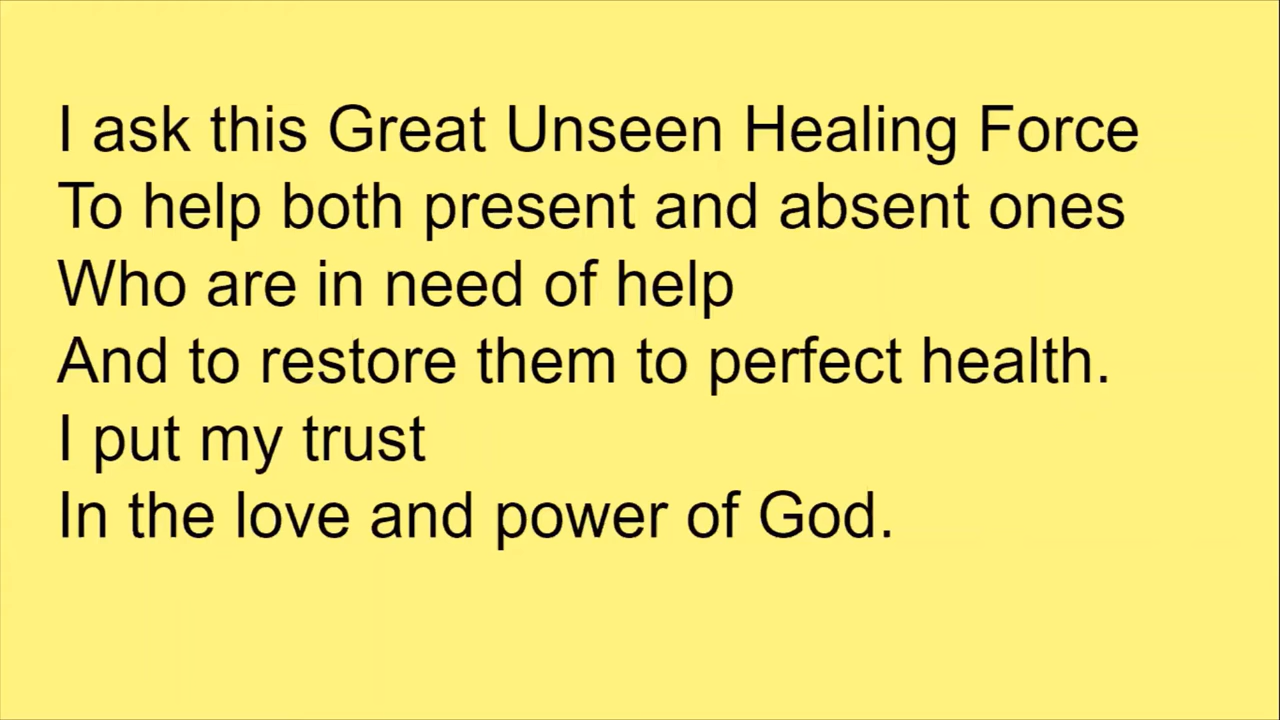 I ask this Great Unseen Healing Force
To help both present and absent ones
Who are in need of help
And to restore them to perfect health.
I put my trust
In the love and power of God.